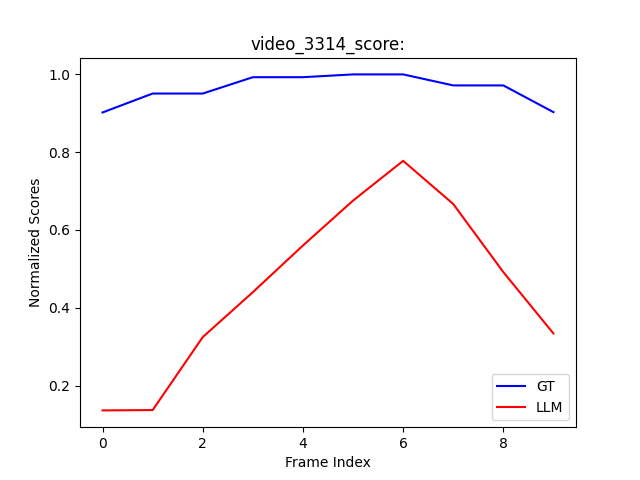 video_3314_score:
1.0
0.8
0.6
0.4
0.2
Normalized Scores
0 2 4 6 8
Frame Index
GT
LLM